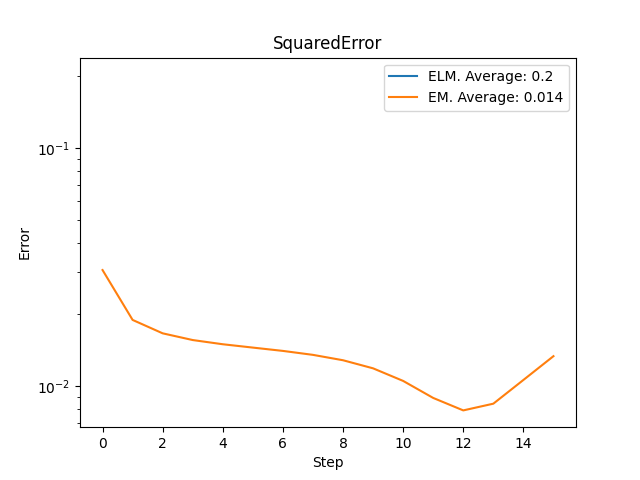 SquaredError
ELM. Average: 0.2
EM. Average: 0.014
10⁻¹
10⁻²
Error
0 2 4 6 8 10 12 14
Step